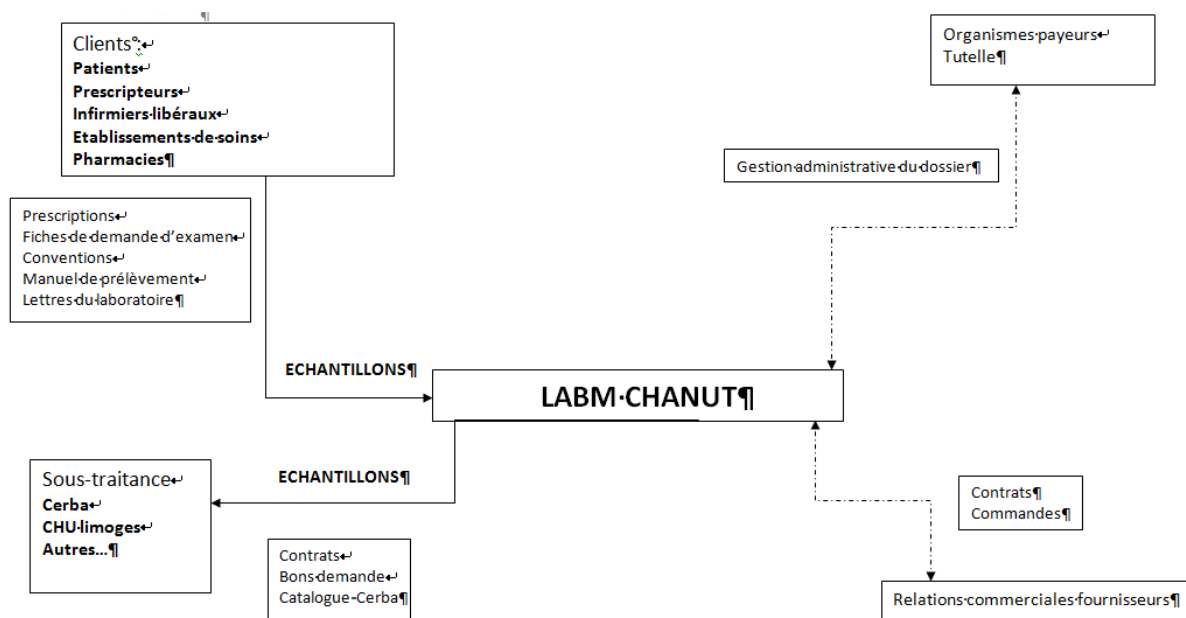 Clients :
Patients
Prescripteurs
Infirmiers libéraux
Etablissements de soins
Pharmacies
Organismes payeurs
Tutelle
Gestion administrative du dossier
Prescriptions
Fiches de demande d'examen
Conventions
Manuel de prélèvement
Lettres du laboratoire
ECHANTILLONS
LABM CHANUT
Sous-traitance
Cerba
CHU limoges
Autres...
ECHANTILLONS
Contrats
Bons demande
Catalogue-Cerba
Contrats
Commandes
Relations commerciales fournisseurs